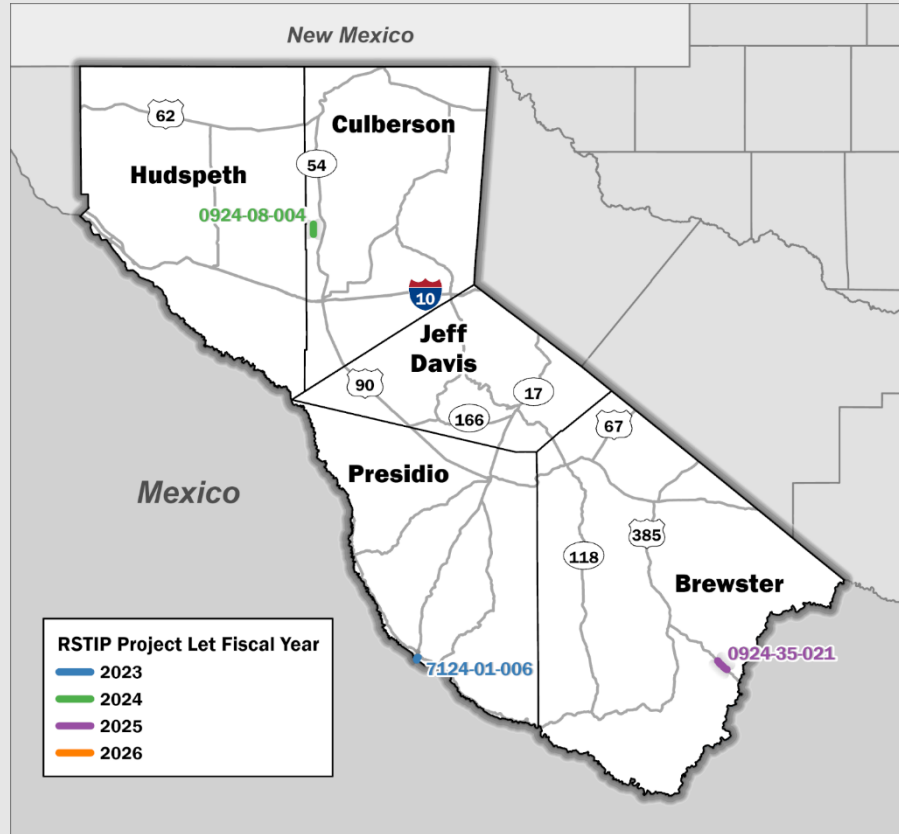 New Mexico
62
Culberson
54
Hudspeth
0924-08-004
10
Jeff
Davis
90
17
166
67
Presidio
Mexico
385
118
Brewster
RSTIP Project Let Fiscal Year
2023
2024
2025
2026
7124-01-006
0924-35-021